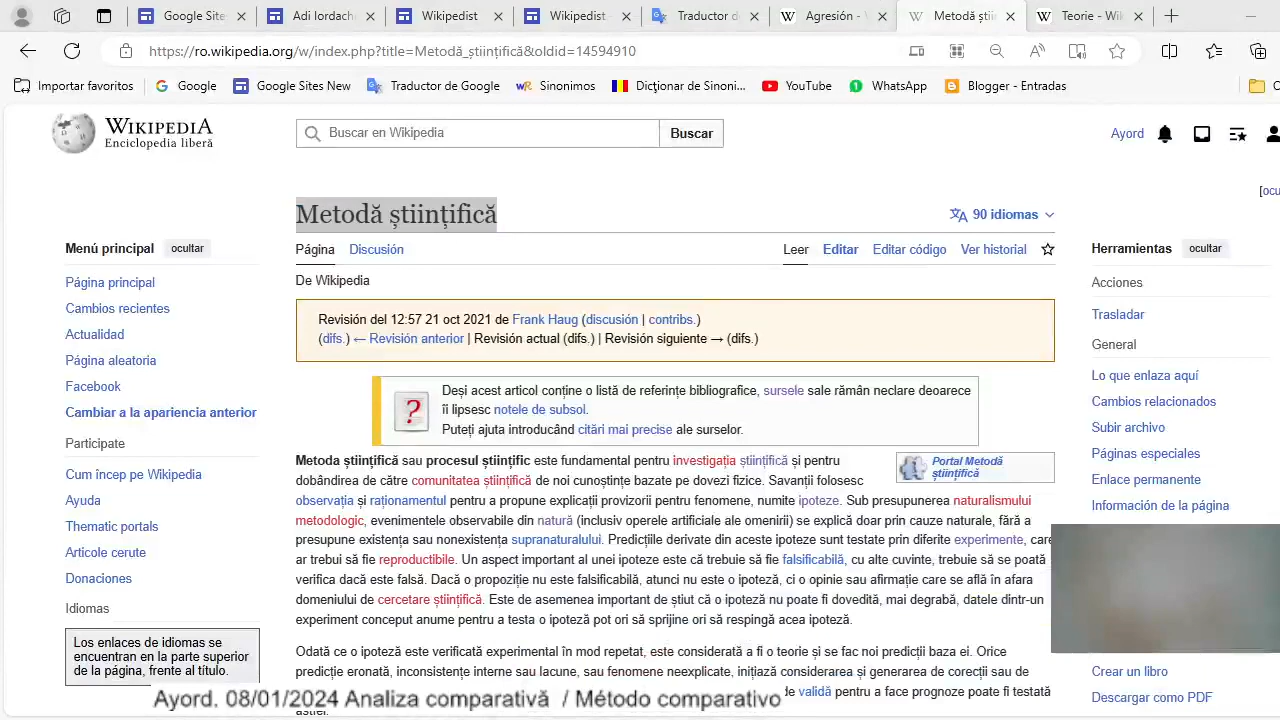 Google Site
Adi Iordach
Wikipedist
Wikipedist
Traductor d
Agresión - W
Metodă știi
Teorie - Wik
https://ro.wikipedia.org/w/index.php?title=Metodă_științifică&oldid=14594910
Importar favoritos
Google
Google Sites New
Traductor de Google
Sinonimos
Dicționar de Sinoni...
YouTube
WhatsApp
Blogger - Entradas
WIKIPEDIA
Enciclopedia liberă
Buscar en Wikipedia
Buscar
Ayord
[ocu
Metodă științifică
90 idiomas
Menú principal ocultar
Página Discusión
Leer Editar Editar código Ver historial
Herramientas ocultar
De Wikipedia
Página principal
Cambios recientes
Actualidad
Página aleatoria
Facebook
Cambiar a la apariencia anterior
Participate
Cum încep pe Wikipedia
Ayuda
Thematic portals
Articole cerute
Donaciones
Idiomas
Los enlaces de idiomas se
encuentran en la parte superior
de la página, frente al título.
Revisión del 12:57 21 oct 2021 de Frank Haug (discusión | contribs.)
(difs.) ← Revisión anterior | Revisión actual (difs.) | Revisión siguiente → (difs.)
Deși acest articol conține o listă de referințe bibliografice, sursele sale rămân neclare deoarece
îi lipsesc notele de subsol.
Puteți ajuta introducând citări mai precise ale surselor.
Portal Metodă
științifică
Metoda științifică sau procesul științific este fundamental pentru investigația științifică și pentru
dobândirea de către comunitatea științifică de noi cunoștințe bazate pe dovezi fizice. Savanții folosesc
observația și raționamentul pentru a propune explicații provizorii pentru fenomene, numite ipoteze. Sub presupunerea naturalismului
metodologic, evenimentele observabile din natură (inclusiv operele artificiale ale omenirii) se explică doar prin cauze naturale, fără a
presupune existența sau nonexistența supranaturalului. Predicțiile derivate din aceste ipoteze sunt testate prin diferite experimente, care
ar trebui să fie reproductibile. Un aspect important al unei ipoteze este că trebuie să fie falsificabilă, cu alte cuvinte, trebuie să se poată
verifica dacă este falsă. Dacă o propoziție nu este falsificabilă, atunci nu este o ipoteză, ci o opinie sau afirmație care se află în afara
domeniului de cercetare științifică. Este de asemenea important de știut că o ipoteză nu poate fi dovedită, mai degrabă, datele dintr-un
experiment conceput anume pentru a testa o ipoteză pot ori să sprijine ori să respingă acea ipoteză.
Odată ce o ipoteză este verificată experimental în mod repetat, este considerată a fi o teorie și se fac noi predicții baza ei. Orice
predicție eronată, inconsistențe interne sau lacune, sau fenomene neexplicate, inițiază considerarea și generarea de corecții sau de
de validă pentru a face prognoze poate fi testată
astfel.
Acciones
Trasladar
General
Lo que enlaza aquí
Cambios relacionados
Subir archivo
Páginas especiales
Enlace permanente
Información de la página
Crear un libro
Descargar como PDF
Ayord. 08/01/2024 Analiza comparativă / Método comparativo